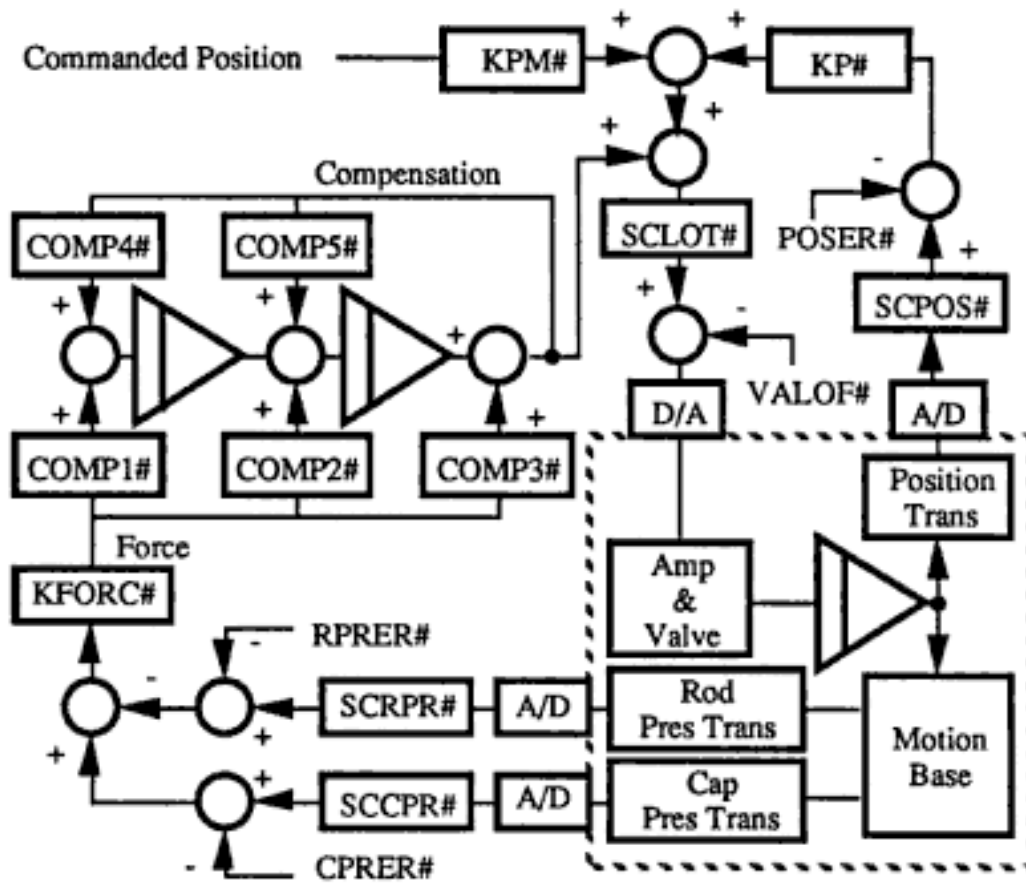 Commanded Position
KPM#
+
+
KP#
+
+
-
POSER#
+
SCPOS#
A/D
Position
Trans
Compensation
COMP4#
COMP5#
SCLOT#
+
+
+
+
-
VALOF#
D/A
+
+
+
COMP1#
COMP2#
COMP3#
Force
KFORC#
Amp
&
Valve
RPRER#
-
-
+
SCRPR#
A/D
Rod
Pres Trans
Motion
Base
+
+
SCCPR#
A/D
Cap
Pres Trans
-
CPRER#